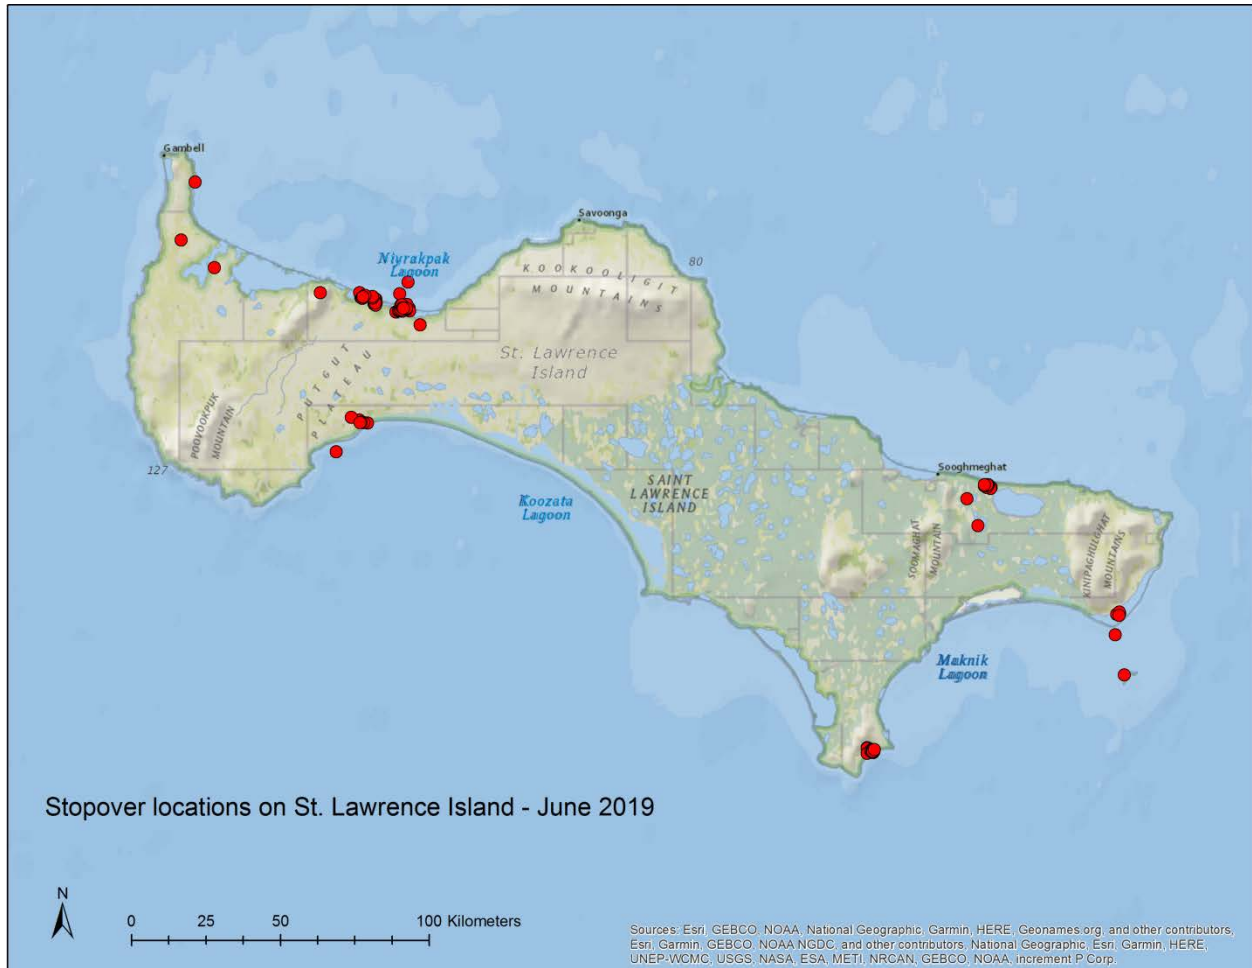 Gambell
Savoonga
Niyrakpak
Lagoon
80
KOOKOOLIGIT
MOUNTAINS
St. Lawrence
Island
PUTGUT
PLATEAU
POOVOOKPUK
MOUNTAIN
127
Sooghmeghat
SAINT
LAWRENCE
ISLAND
Koozata
Lagoon
SOOMAGHAT
MOUNTAIN
KINIPAGHULGHAT
MOUNTAINS
Maknik
Lagoon
Stopover locations on St. Lawrence Island - June 2019
N
0 25 50 100 Kilometers
Sources: Esri, GEBCO, NOAA, National Geographic, Garmin, HERE, Geonames.org, and other contributors,
Esri, Garmin, GEBCO, NOAA NGDC, and other contributors, National Geographic, Esri, Garmin, HERE,
UNEP-WCMC, USGS, NASA, ESA, METI, NRCAN, GEBCO, NOAA, increment P Corp.